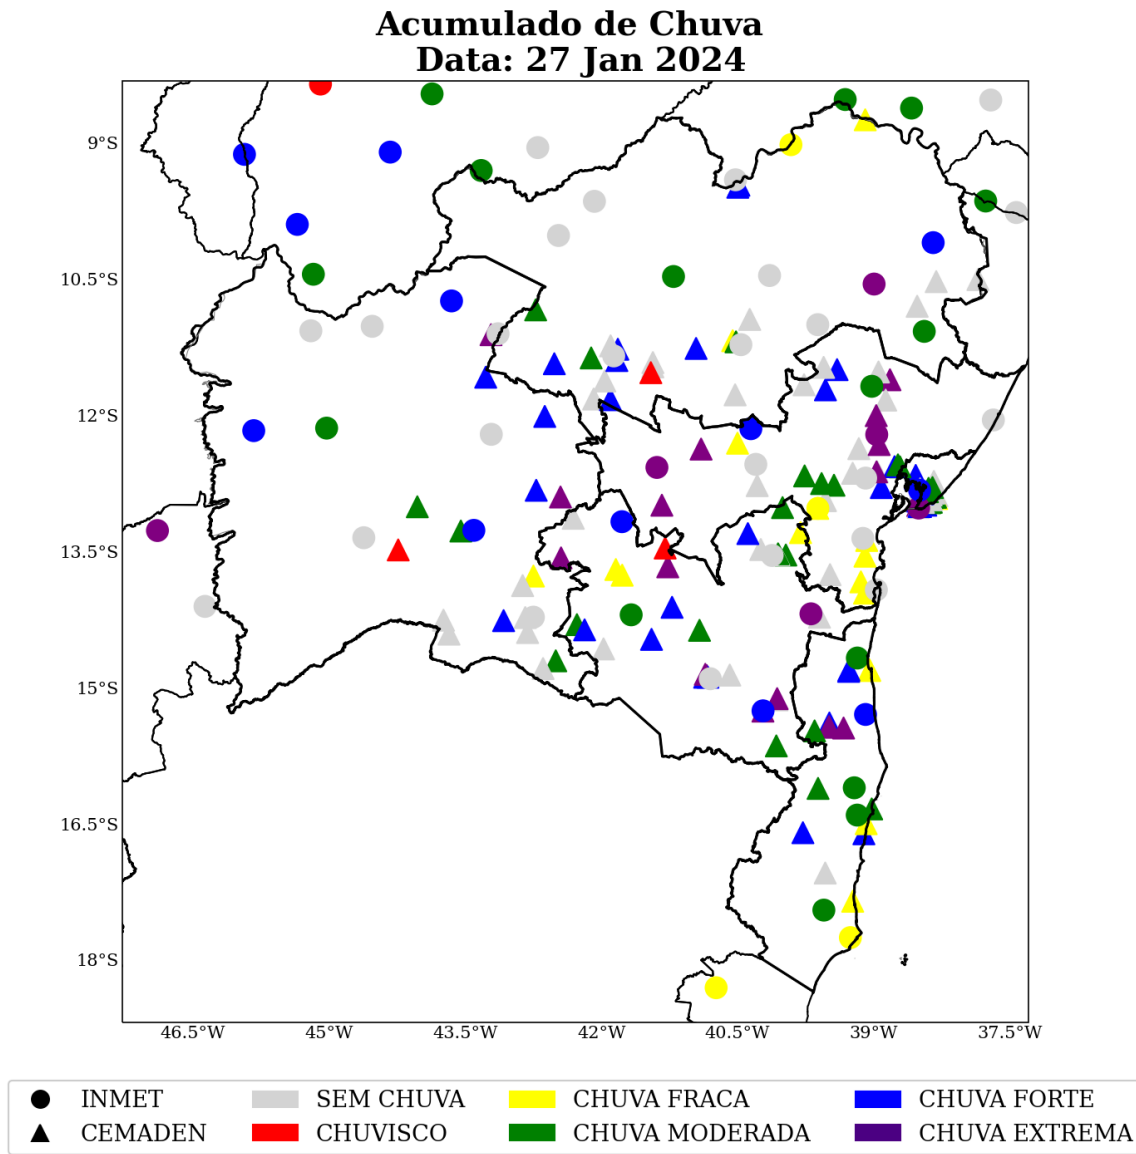 Acumulado de Chuva
Data: 27 Jan 2024
9°S
10.5°S
12°S
13.5°S
15°S
16.5°S
18°S
46.5°W 45°W 43.5°W 42°W 40.5°W 39°W 37.5°W
INMET SEM CHUVA CHUVA FRACA CHUVA FORTE
CEMADEN CHUVISCO CHUVA MODERADA CHUVA EXTREMA